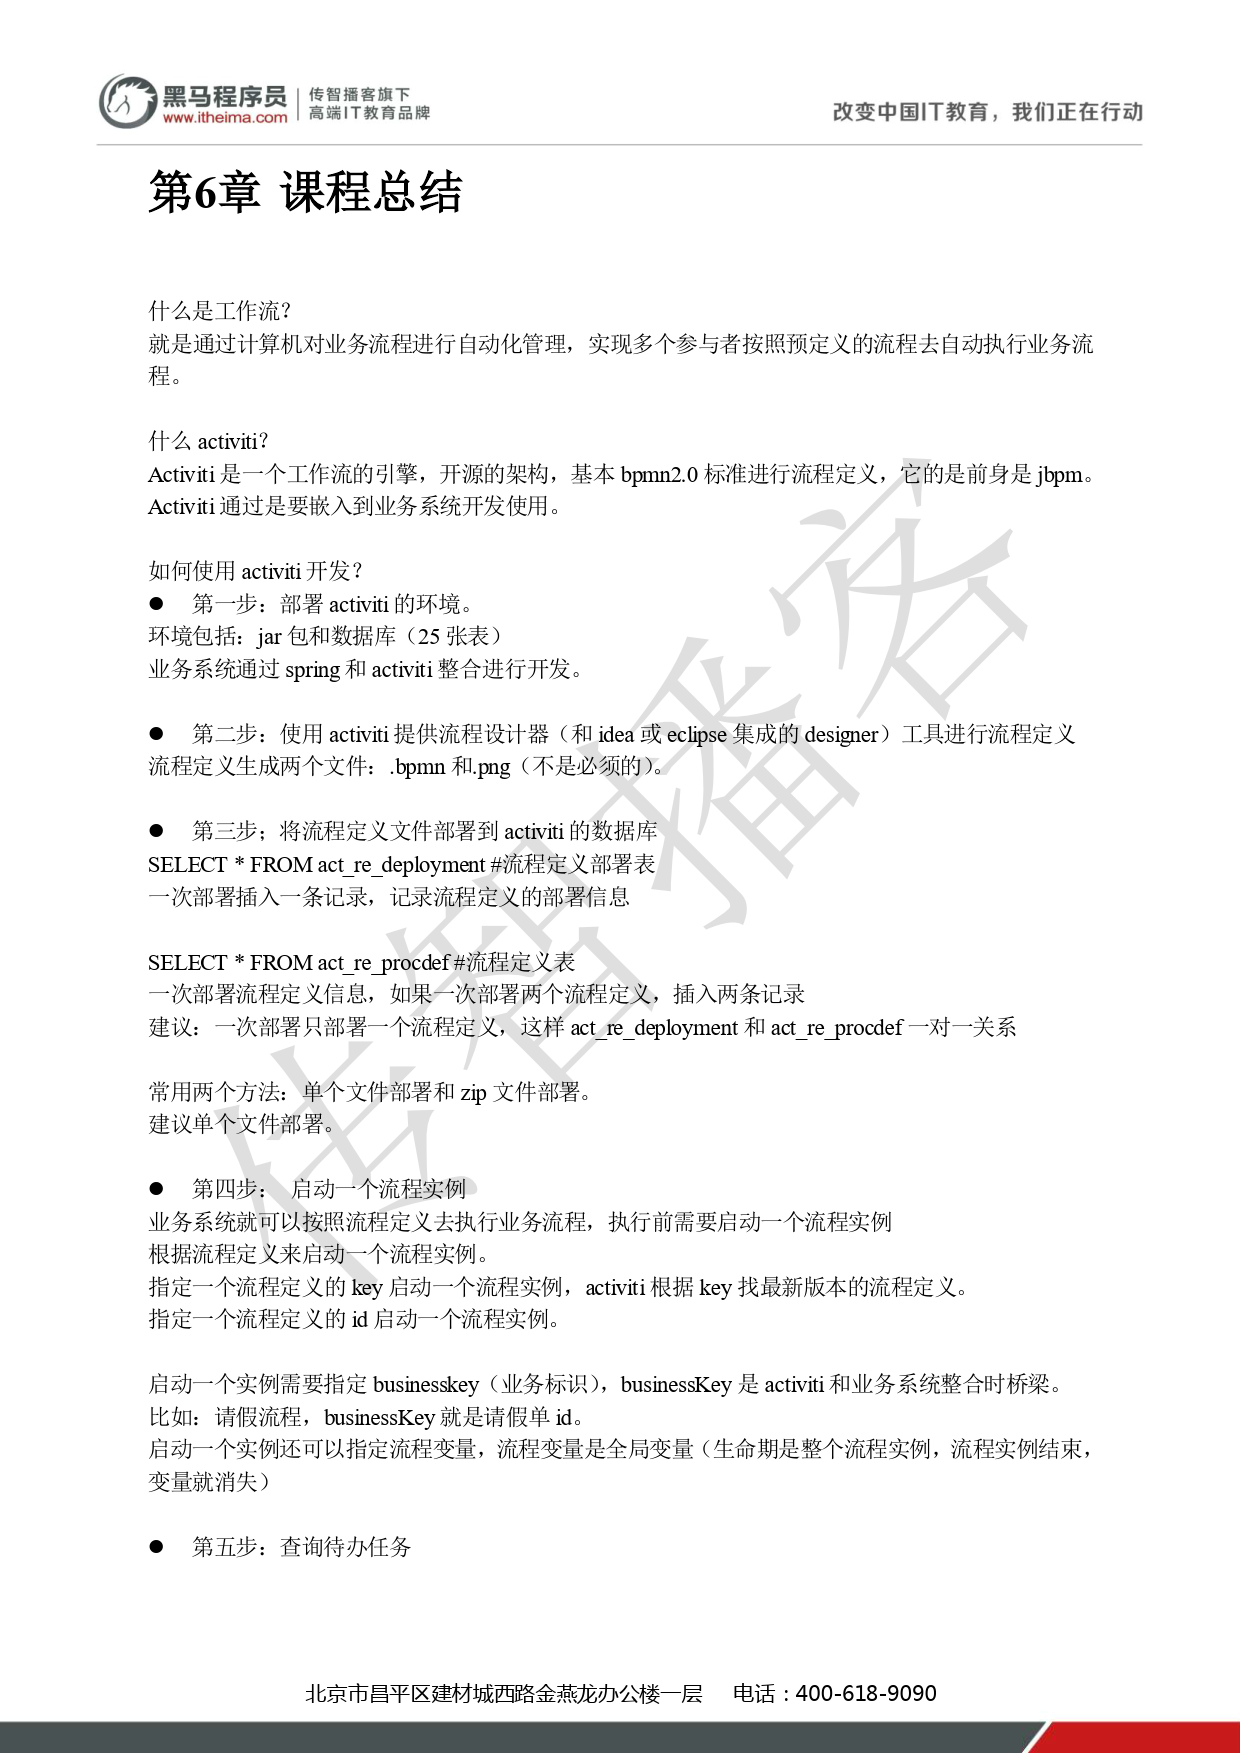 黑马程序员
www.itheima.com
传智播客旗下
高端IT教育品牌
改变中国IT教育，我们正在行动
第6章 课程总结
什么是工作流？
就是通过计算机对业务流程进行自动化管理，实现多个参与者按照预定义的流程去自动执行业务流
程。
什么 activiti？
Activiti 是一个工作流的引擎，开源的架构，基本 bpmn2.0 标准进行流程定义，它的是前身是 jbpm。
Activiti 通过是要嵌入到业务系统开发使用。
如何使用 activiti 开发？
● 第一步：部署 activiti 的环境。
环境包括：jar 包和数据库（25 张表）
业务系统通过 spring 和 activiti 整合进行开发。
● 第二步：使用 activiti 提供流程设计器（和 idea 或 eclipse 集成的 designer）工具进行流程定义
流程定义生成两个文件：.bpmn 和.png（不是必须的）。
● 第三步；将流程定义文件部署到 activiti 的数据库
SELECT * FROM act_re_deployment #流程定义部署表
一次部署插入一条记录，记录流程定义的部署信息
SELECT * FROM act_re_procdef #流程定义表
一次部署流程定义信息，如果一次部署两个流程定义，插入两条记录
建议：一次部署只部署一个流程定义，这样 act_re_deployment 和 act_re_procdef 一对一关系
常用两个方法：单个文件部署和 zip 文件部署。
建议单个文件部署。
● 第四步： 启动一个流程实例
业务系统就可以按照流程定义去执行业务流程，执行前需要启动一个流程实例
根据流程定义来启动一个流程实例。
指定一个流程定义的 key 启动一个流程实例，activiti 根据 key 找最新版本的流程定义。
指定一个流程定义的 id 启动一个流程实例。
启动一个实例需要指定 businesskey（业务标识），businessKey 是 activiti 和业务系统整合时桥梁。
比如：请假流程，businessKey 就是请假单 id。
启动一个实例还可以指定流程变量，流程变量是全局变量（生命期是整个流程实例，流程实例结束，
变量就消失）
● 第五步：查询待办任务
传智播客
北京市昌平区建材城西路金燕龙办公楼一层 电话：400-618-9090